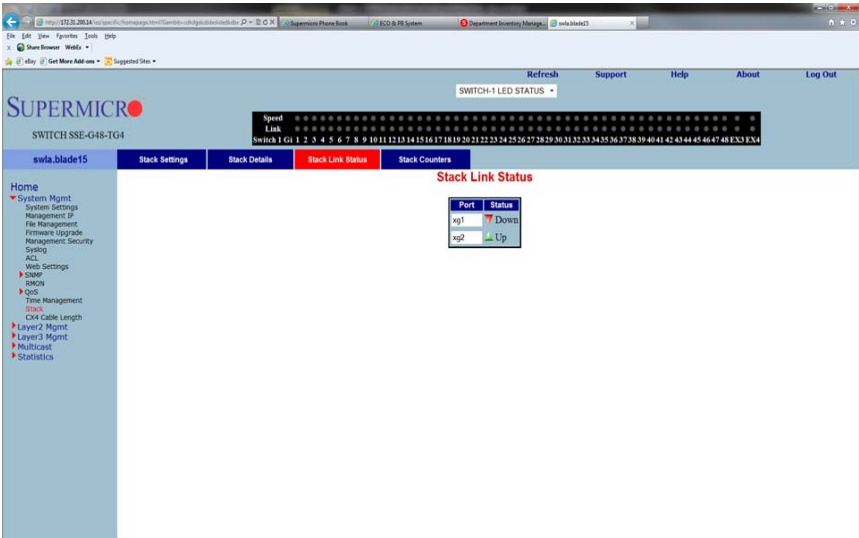 Supermicro Phone Book
ECO & PB System
Department Inventory Manage...
swla.blade15
File Edit View Favorites Tools Help
Share Browser WebEx
eBay Get More Add-ons Suggested Sites
Refresh Support Help About Log Out
SWITCH-1 LED STATUS
SUPERMICRO
SWITCH SSE-G48-TG4
Speed
Link
Switch 1 Gi 1 2 3 4 5 6 7 8 9 10 11 12 13 14 15 16 17 18 19 20 21 22 23 24 25 26 27 28 29 30 31 32 33 34 35 36 37 38 39 40 41 42 43 44 45 46 47 48 EX3 EX4
swla.blade15 Stack Settings Stack Details Stack Link Status Stack Counters
Stack Link Status
Port Status
xg1 Down
xg2 Up
Home
System Mgmt
System Settings
Management IP
File Management
Firmware Upgrade
Management Security
Syslog
ACL
Web Settings
SNMP
RMON
QoS
Time Management
Stack
CX4 Cable Length
Layer2 Mgmt
Layer3 Mgmt
Multicast
Statistics